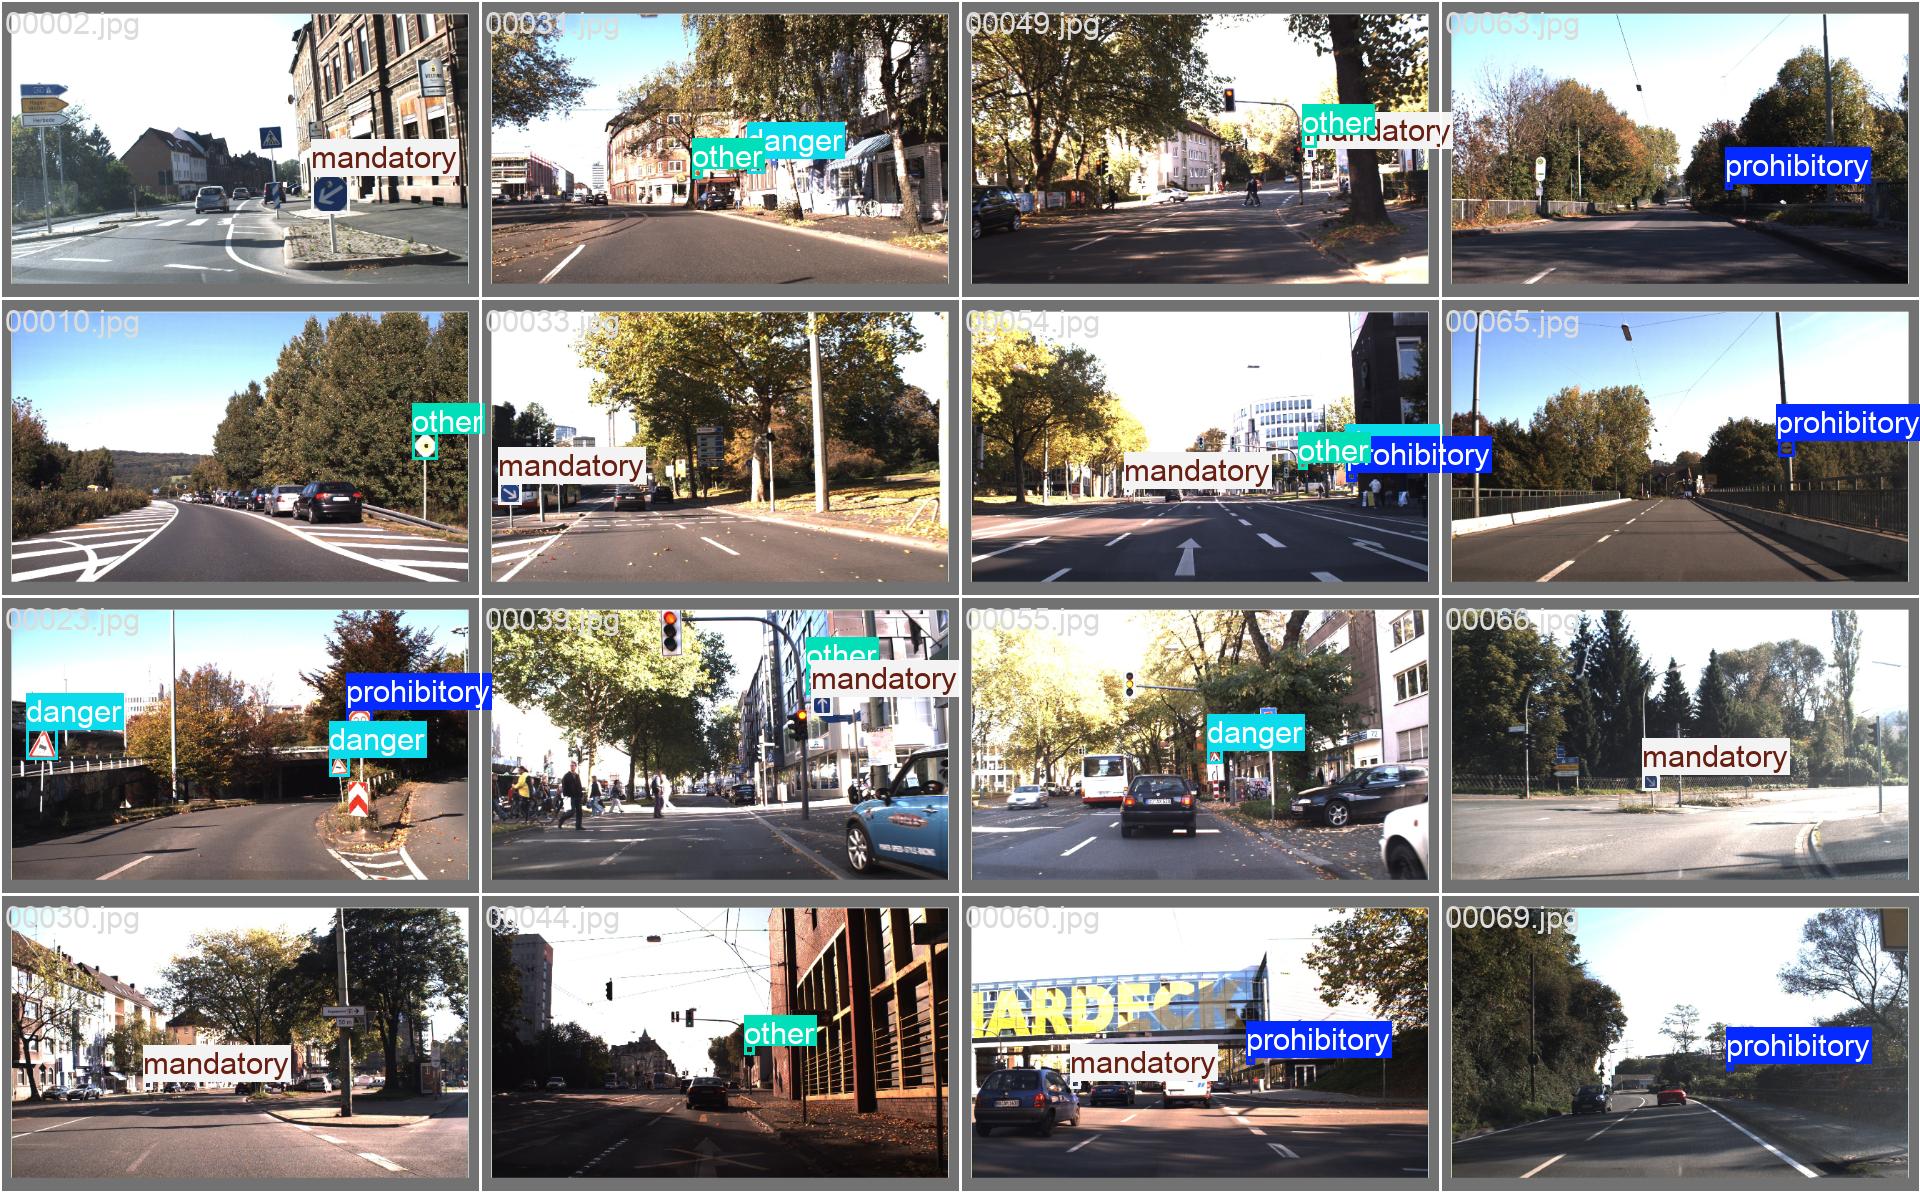 00002.jpg
mandatory
Herbede
00031.jpg
other
danger
00049.jpg
other
mandatory
00063.jpg
prohibitory
00010.jpg
other
00033.jpg
mandatory
00054.jpg
mandatory
other
prohibitory
00065.jpg
prohibitory
00023.jpg
danger
prohibitory
danger
00039.jpg
other
mandatory
00055.jpg
danger
00066.jpg
mandatory
00030.jpg
mandatory
00044.jpg
other
00060.jpg
HARDECK
mandatory
prohibitory
00069.jpg
prohibitory